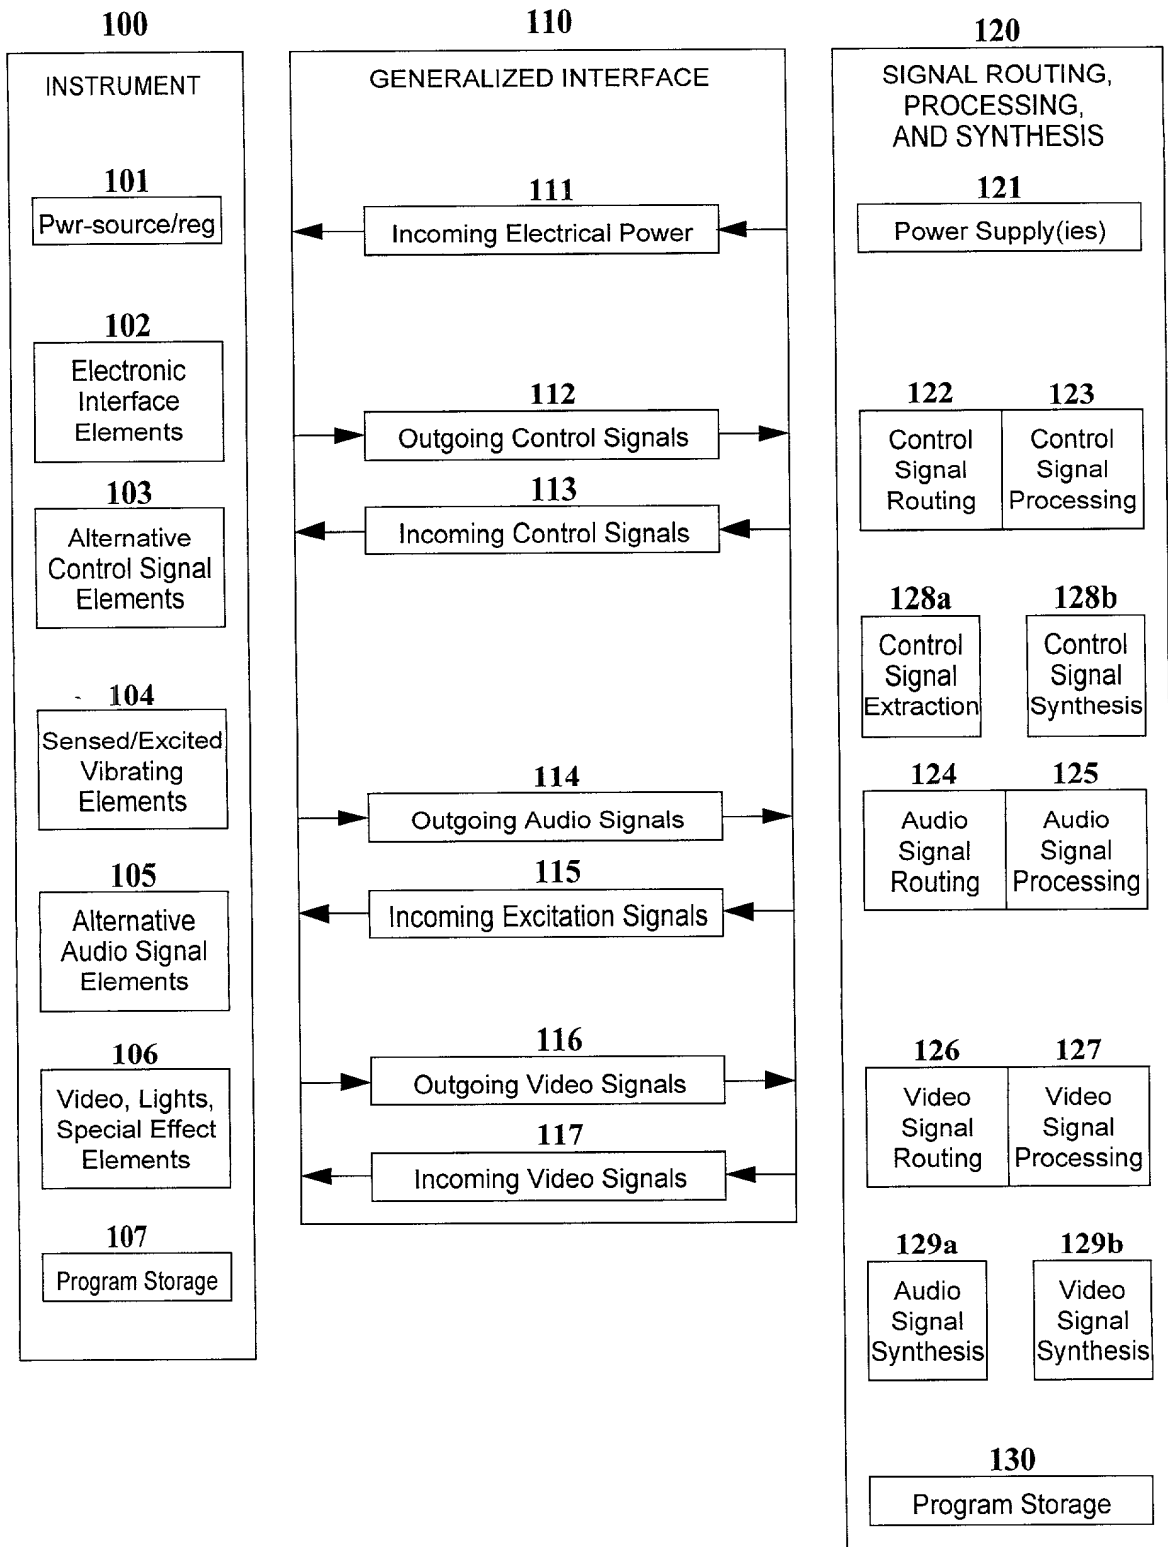 100
INSTRUMENT
101
Pwr-source/reg
102
Electronic
Interface
Elements
103
Alternative
Control Signal
Elements
104
Sensed/Excited
Vibrating
Elements
105
Alternative
Audio Signal
Elements
106
Video, Lights,
Special Effect
Elements
107
Program Storage
110
GENERALIZED INTERFACE
111
Incoming Electrical Power
112
Outgoing Control Signals
113
Incoming Control Signals
114
Outgoing Audio Signals
115
Incoming Excitation Signals
116
Outgoing Video Signals
117
Incoming Video Signals
120
SIGNAL ROUTING,
PROCESSING,
AND SYNTHESIS
121
Power Supply(ies)
122
Control
Signal
Routing
123
Control
Signal
Processing
128a
Control
Signal
Extraction
128b
Control
Signal
Synthesis
124
Audio
Signal
Routing
125
Audio
Signal
Processing
126
Video
Signal
Routing
127
Video
Signal
Processing
129a
Audio
Signal
Synthesis
129b
Video
Signal
Synthesis
130
Program Storage